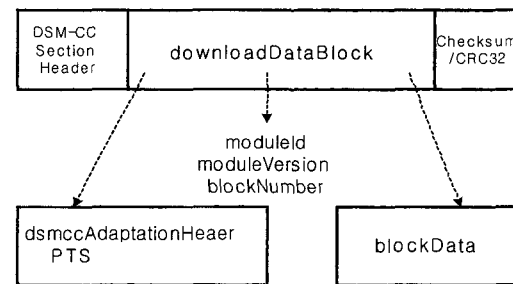 DSM-CC
Section
Header
downloadDataBlock
Checksum
/CRC32
moduleId
moduleVersion
blockNumber
dsmccAdaptationHeaer
PTS
blockData